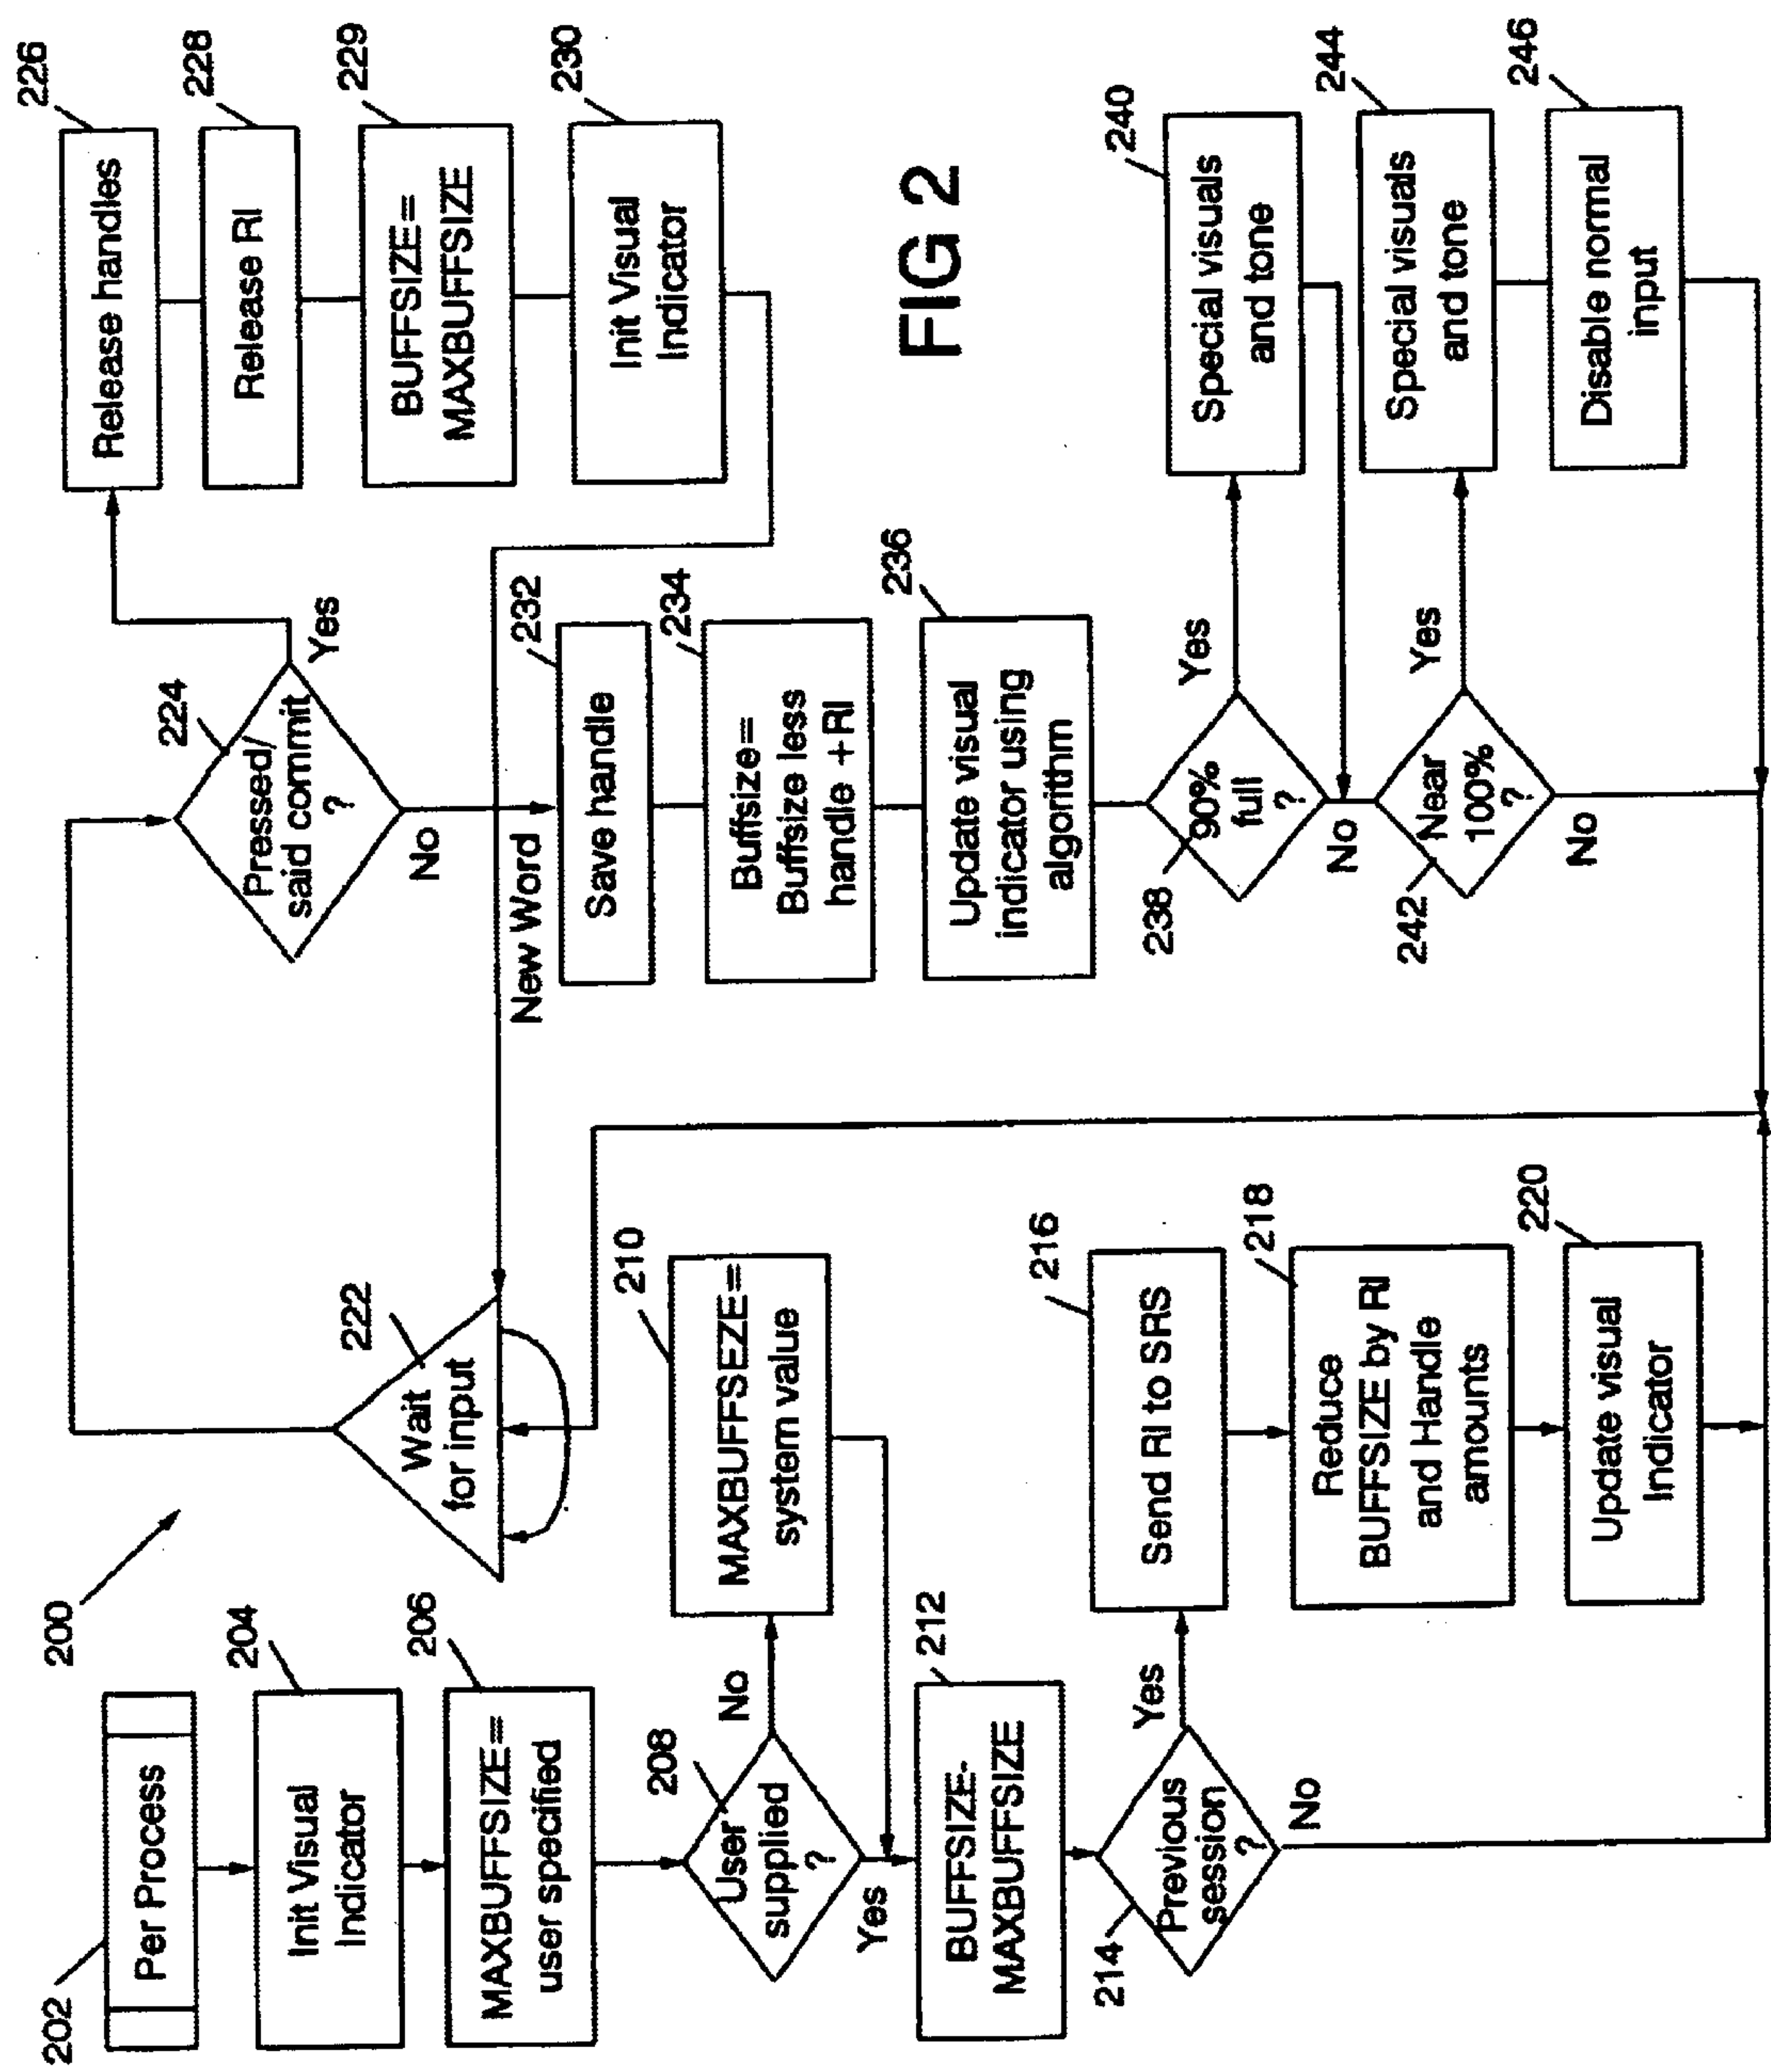 200
202
Per Process
204
Init Visual
Indicator
206
MAXBUFFSIZE=
user specified
208
User
supplied
?
No
Yes
210
MAXBUFFSEZE=
system value
212
BUFFSIZE-
MAXBUFFSIZE
214
Previous
session
?
Yes
No
216
Send RI to SRS
218
Reduce
BUFFSIZE by RI
and Handle
amounts
220
Update visual
Indicator
222
Wait
for input
224
Pressed/
said commit
?
Yes
No
New Word
226
Release handles
228
Release RI
229
BUFFSIZE=
MAXBUFFSIZE
230
Init Visual
Indicator
232
Save handle
234
Buffsize=
Buffsize less
handle +RI
236
Update visual
indicator using
algorithm
238
90%
full
?
Yes
No
240
Special visuals
and tone
242
Near
100%
?
Yes
No
244
Special visuals
and tone
246
Disable normal
input
FIG 2